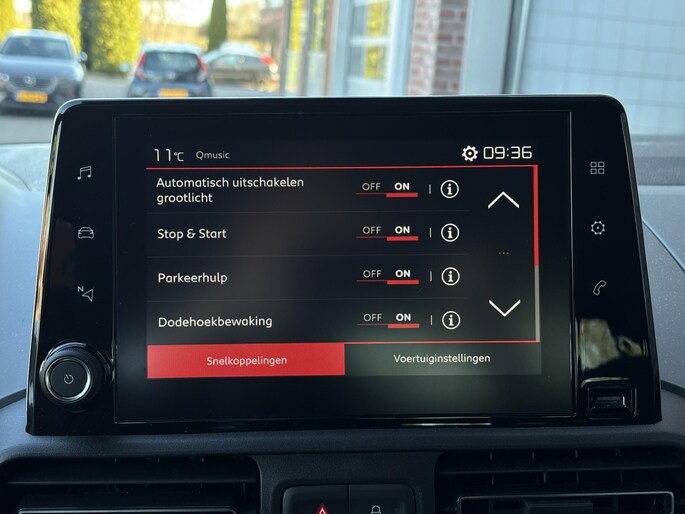 11°C Qmusic 09:36
Automatisch uitschakelen
grootlicht
OFF ON
Stop & Start
OFF ON
Parkeerhulp
OFF ON
Dodehoekbewaking
OFF ON
Snelkoppelingen Voertuiginstellingen
N